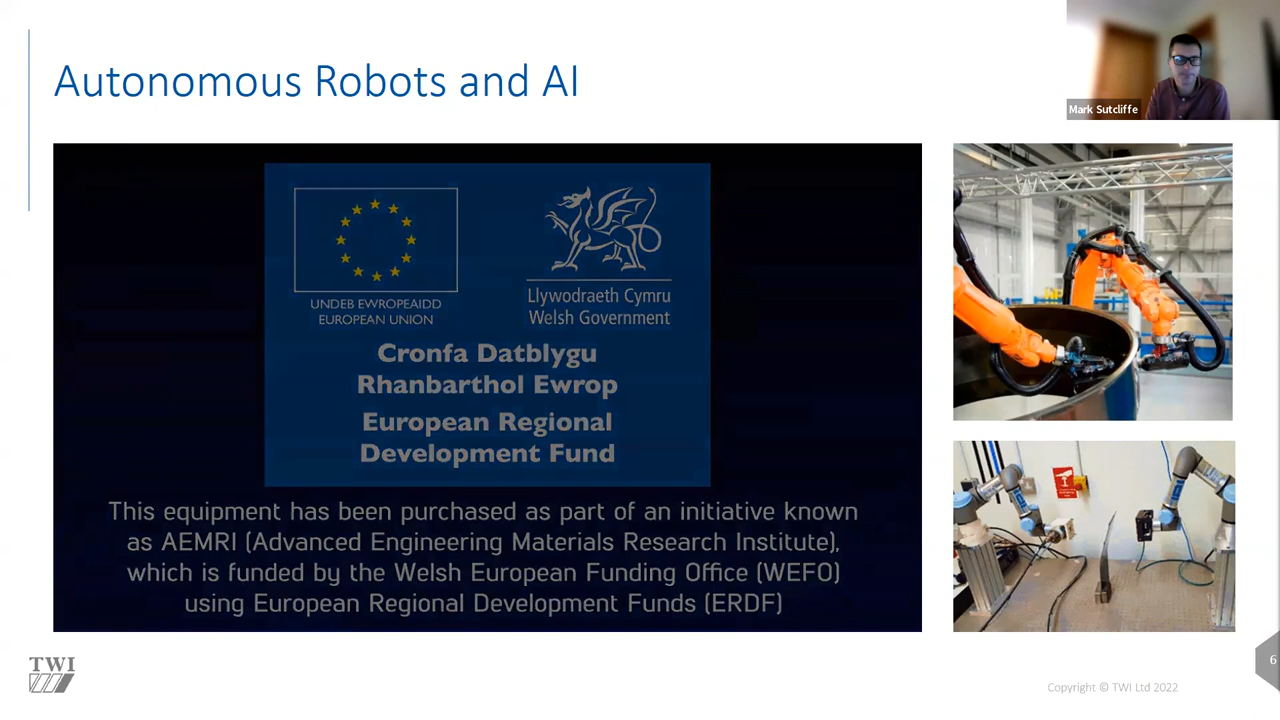 Autonomous Robots and AI
Mark Sutcliffe
UNDEB EWROPEAIDD
EUROPEAN UNION
Llywodraeth Cymru
Welsh Government
Cronfa Datblygu
Rhanbarthol Ewrop
European Regional
Development Fund
This equipment has been purchased as part of an initiative known
as AEMRI (Advanced Engineering Materials Research Institute),
which is funded by the Welsh European Funding Office (WEFO)
using European Regional Development Funds (ERDF)
TWI
Copyright © TWI Ltd 2022
6